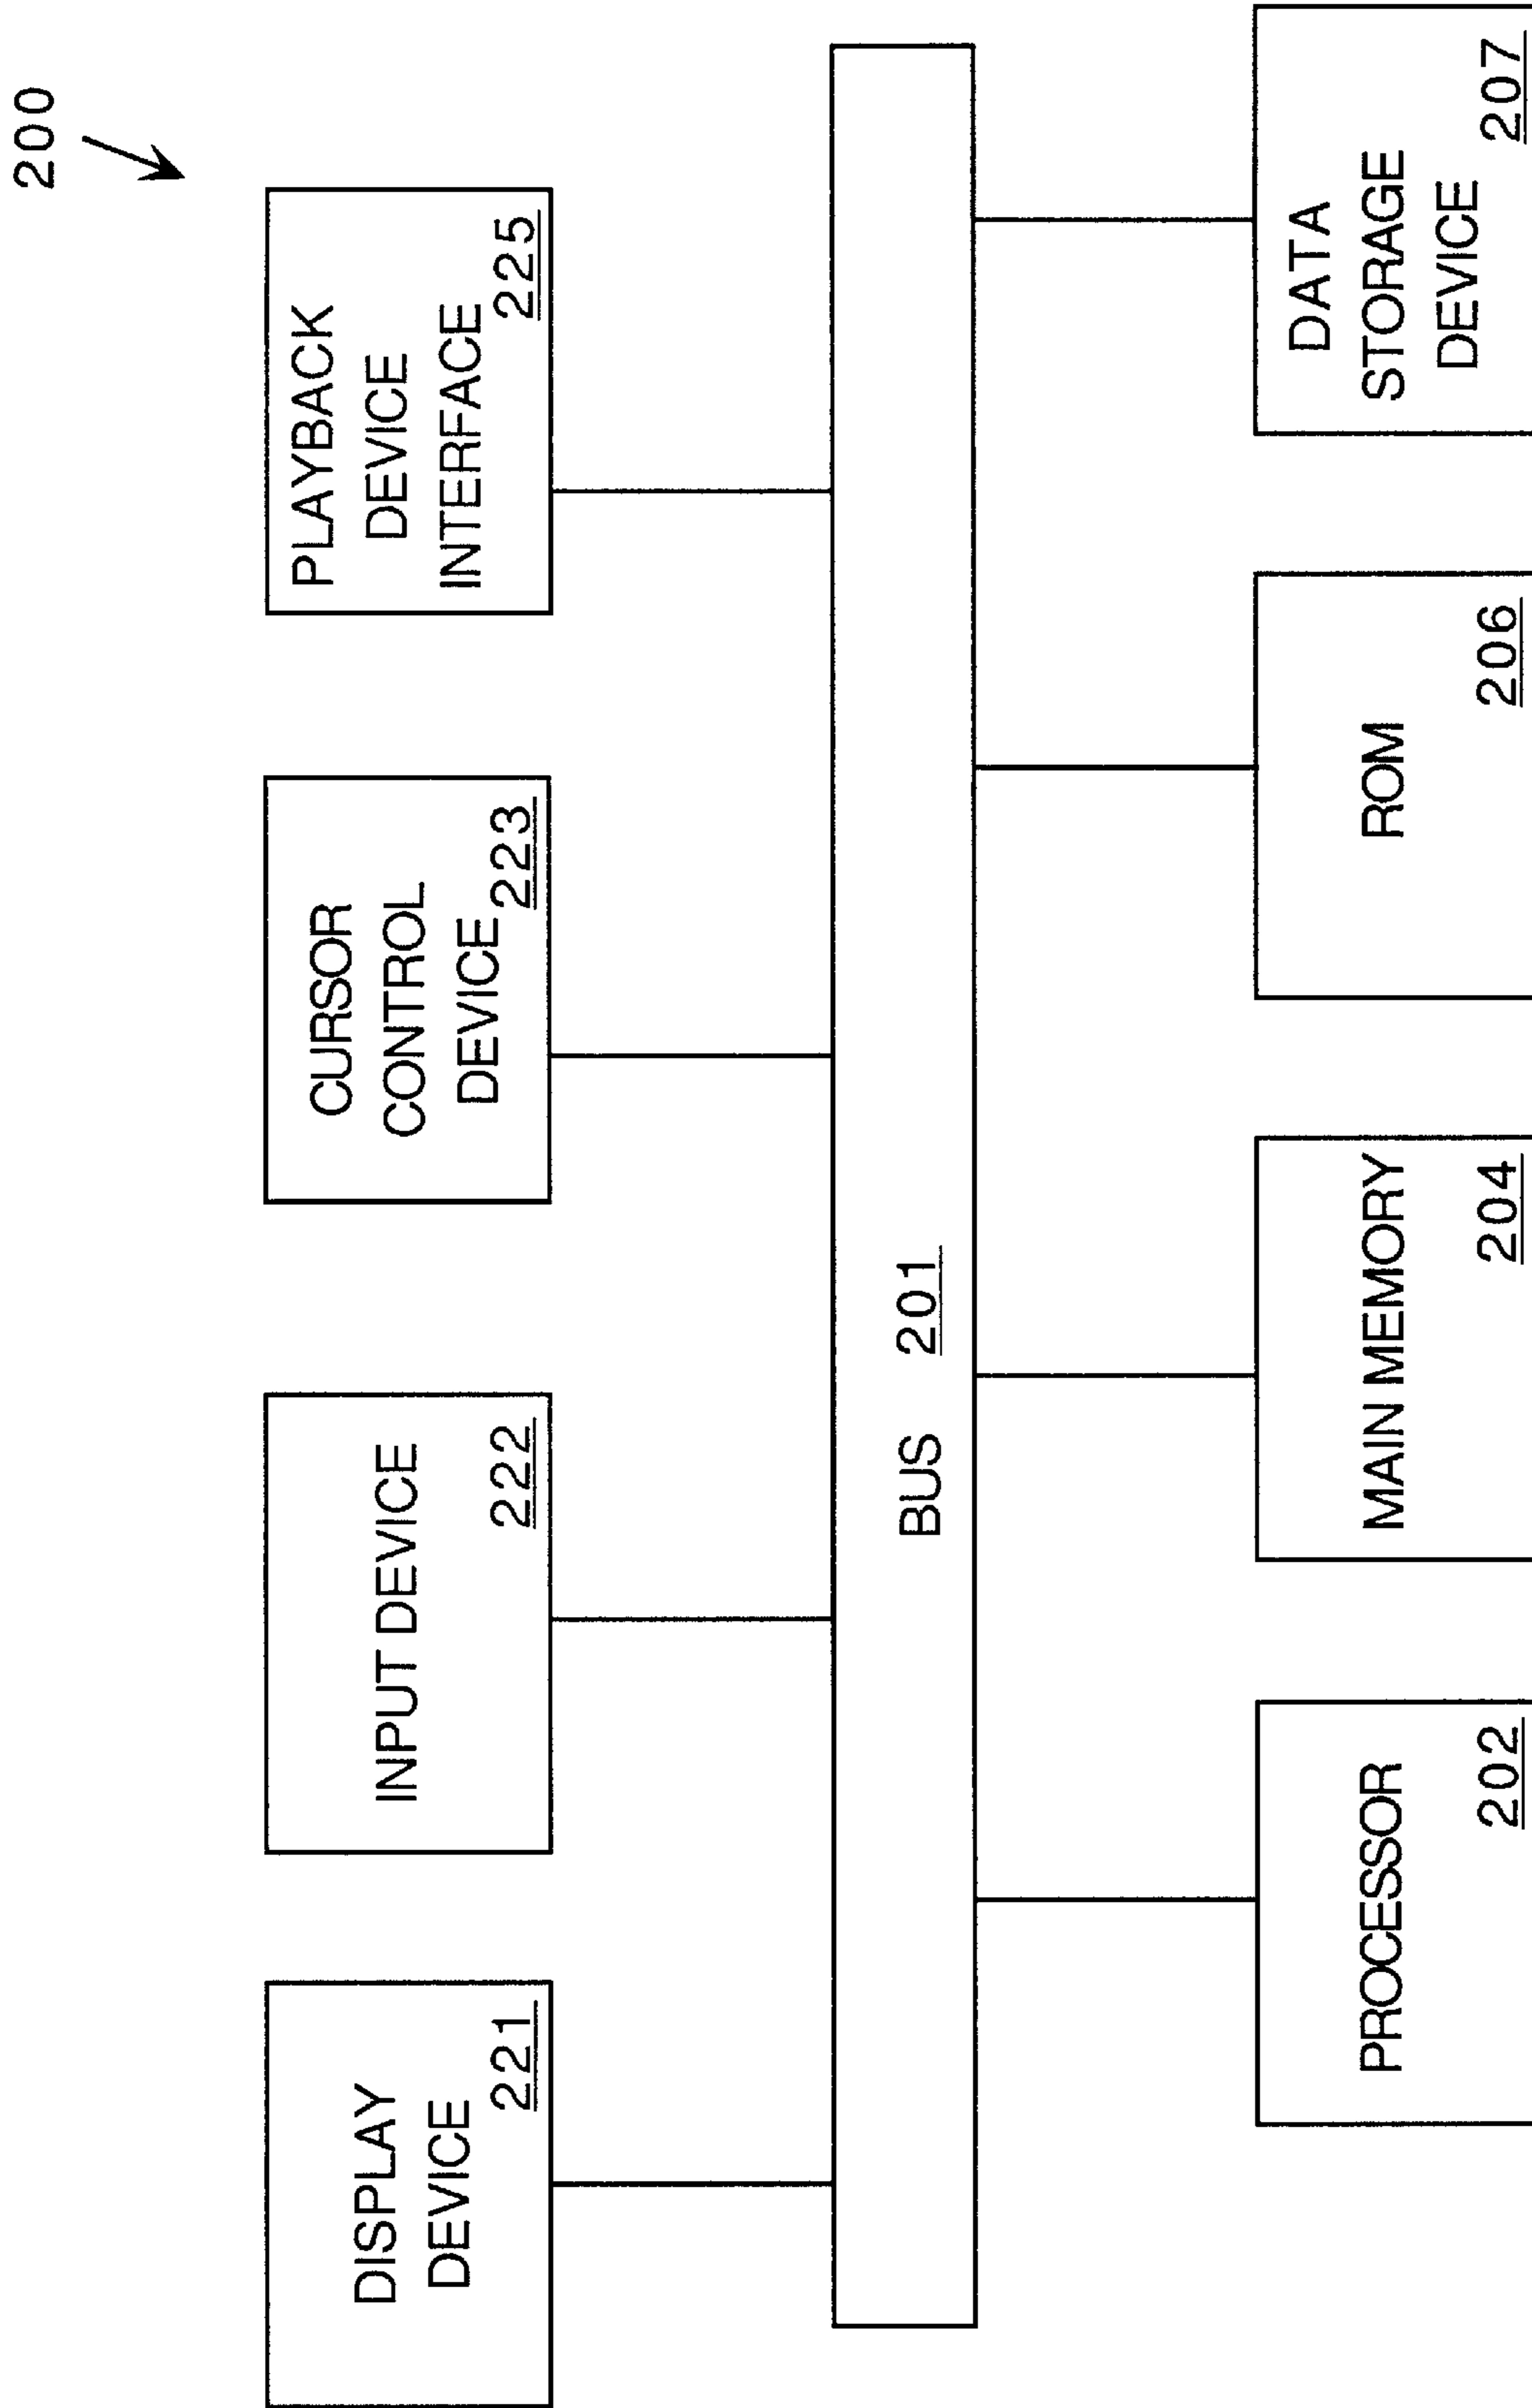 200
DISPLAY
DEVICE
221
INPUT DEVICE
222
CURSOR
CONTROL
DEVICE
223
PLAYBACK
DEVICE
INTERFACE
225
BUS 201
PROCESSOR
202
MAIN MEMORY
204
ROM
206
DATA
STORAGE
DEVICE
207